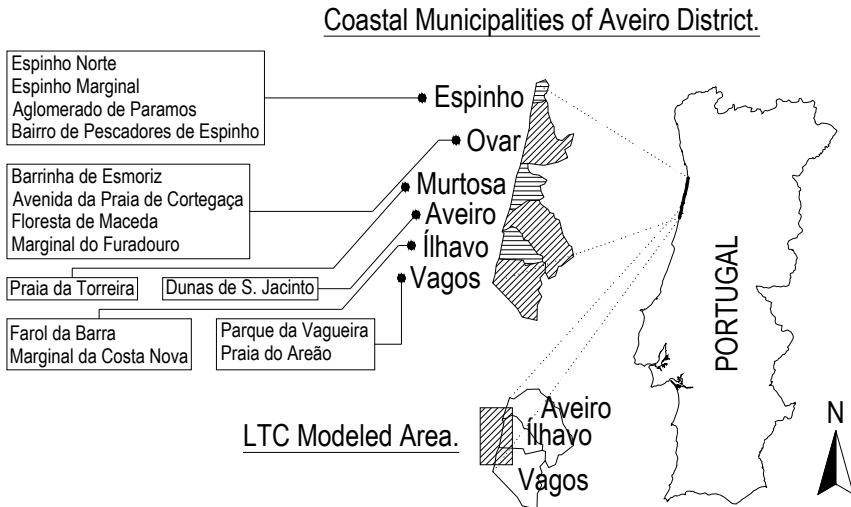 Coastal Municipalities of Aveiro District.
Espinho Norte
Espinho Marginal
Aglomerado de Paramos
Bairro de Pescadores de Espinho
Espinho
Ovar
Barrinha de Esmoriz
Avenida da Praia de Cortegaça
Floresta de Maceda
Marginal do Furadouro
Murtosa
Aveiro
Ílhavo
Vagos
Praia da Torreira
Dunas de S. Jacinto
Farol da Barra
Marginal da Costa Nova
Parque da Vagueira
Praia do Areão
PORTUGAL
LTC Modeled Area.
Aveiro
Ílhavo
Vagos
N